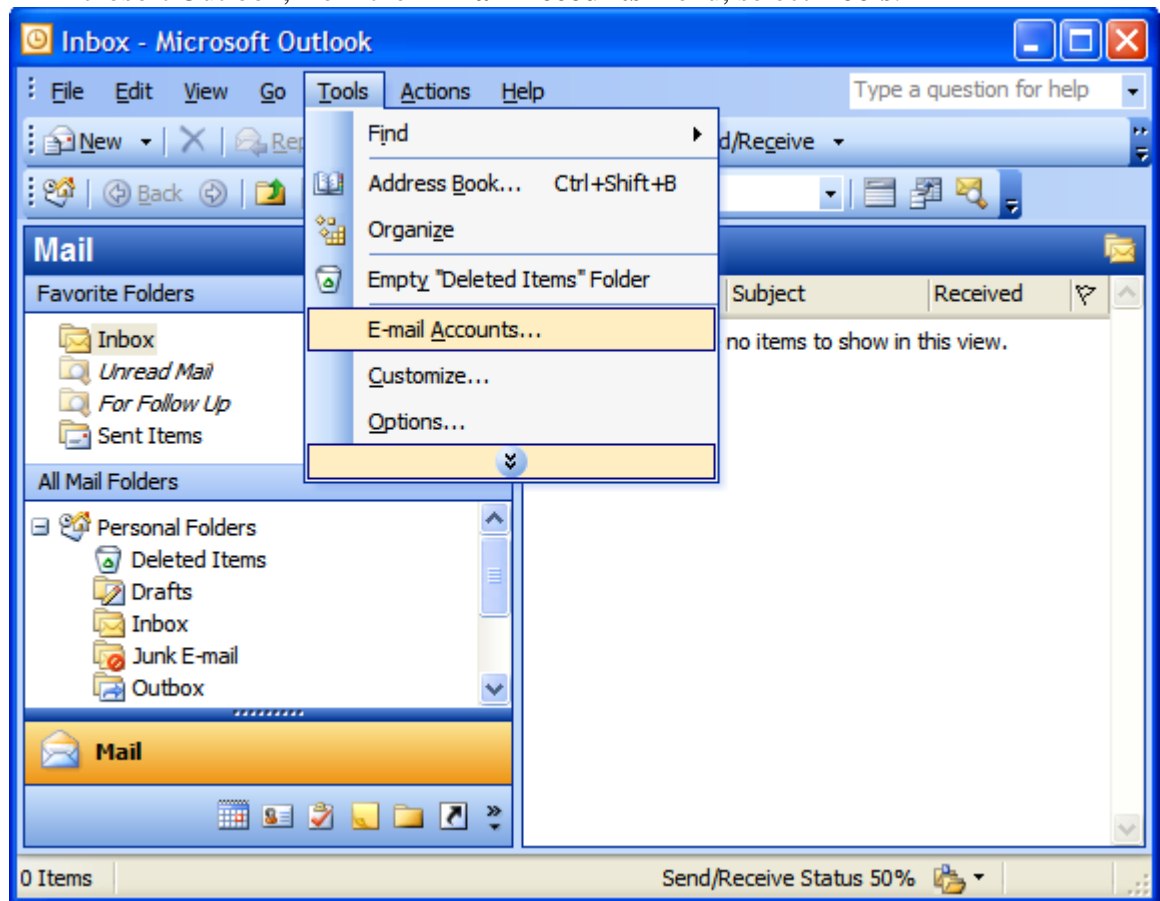 Inbox - Microsoft Outlook
File Edit View Go Tools Actions Help Type a question for help
New Rep d/Receive
Back
Find
Address Book... Ctrl+Shift+B
Organize
Empty "Deleted Items" Folder
E-mail Accounts...
Customize...
Options...
Mail
Favorite Folders
Subject Received
Inbox
no items to show in this view.
Unread Mail
For Follow Up
Sent Items
All Mail Folders
Personal Folders
Deleted Items
Drafts
Inbox
Junk E-mail
Outbox
Mail
0 Items Send/Receive Status 50%